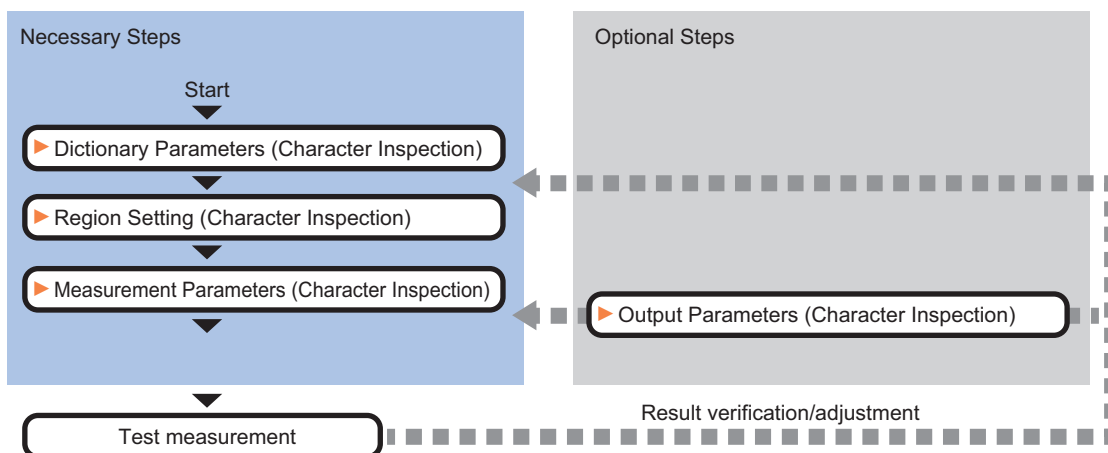 Necessary Steps
Start
Dictionary Parameters (Character Inspection)
Region Setting (Character Inspection)
Measurement Parameters (Character Inspection)
Optional Steps
Output Parameters (Character Inspection)
Result verification/adjustment
Test measurement